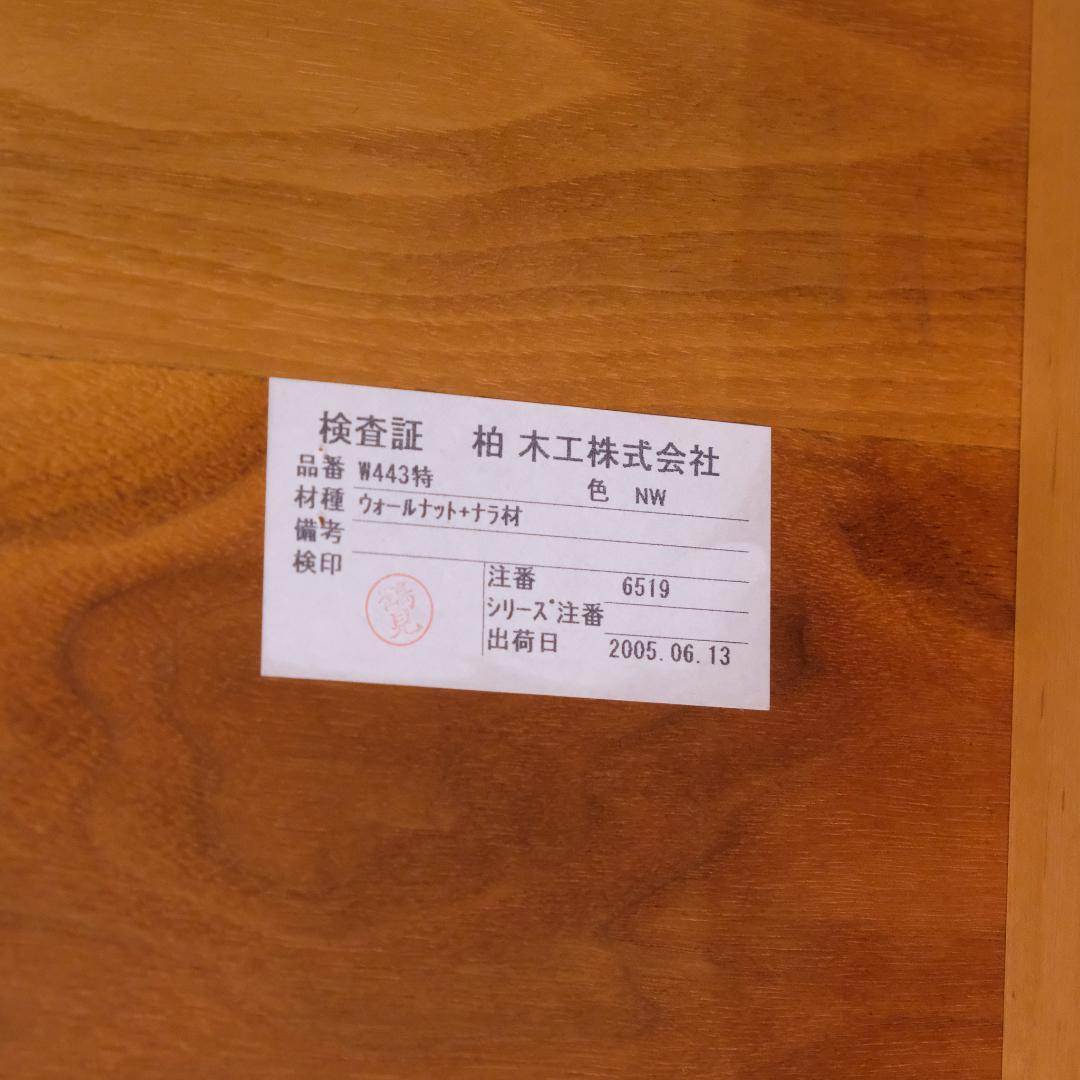 検査証 柏木工株式会社
品番 W443特 色 NW
材種 ウォールナット+ナラ材
備考
検印
注番 6519
シリーズ注番
出荷日 2005.06.13